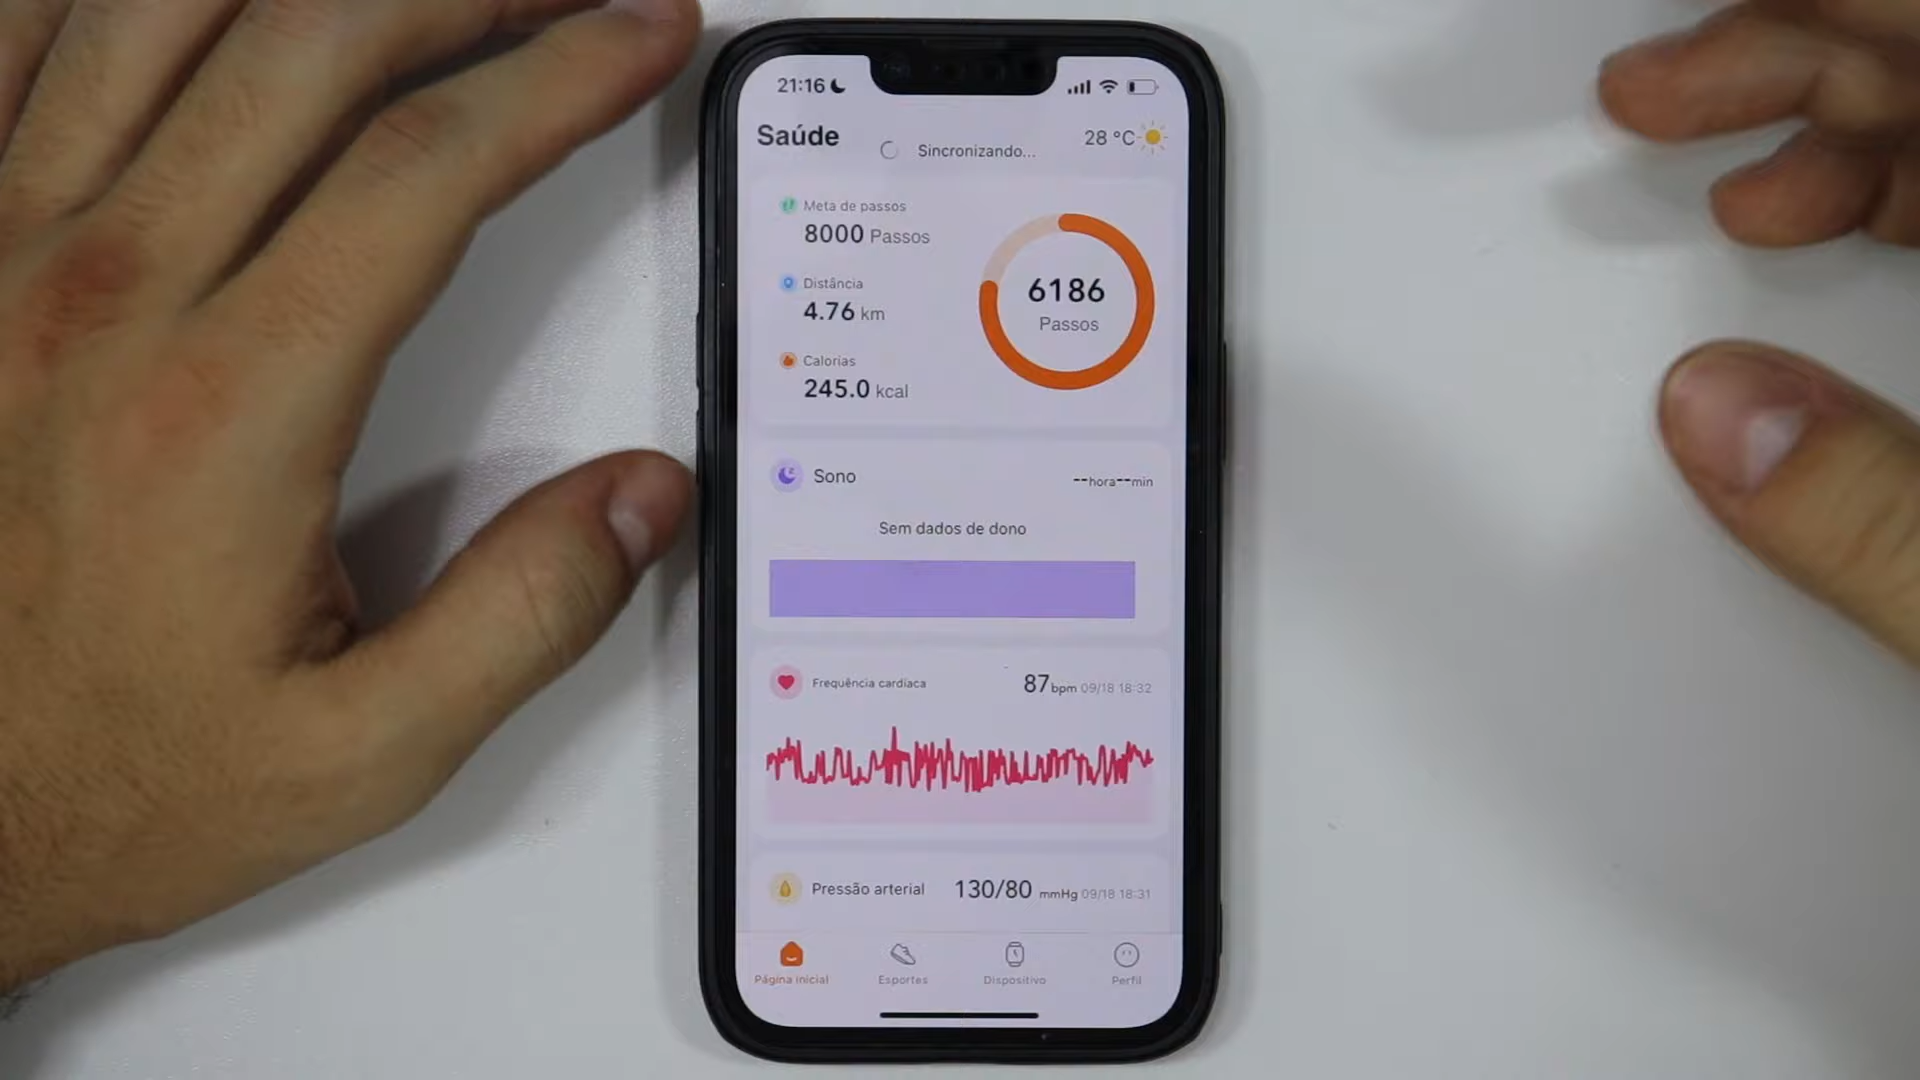 21:16
Saúde
Sincronizando...
28 °C
Meta de passos
8000 Passos
Distância
4.76 km
Calorias
245.0 kcal
6186
Passos
Sono
--hora--min
Sem dados de dono
Frequência cardíaca
87bpm 09/18 18:32
Pressão arterial
130/80 mmHg 09/18 18:31
Página inicial
Esportes
Dispositivo
Perfil